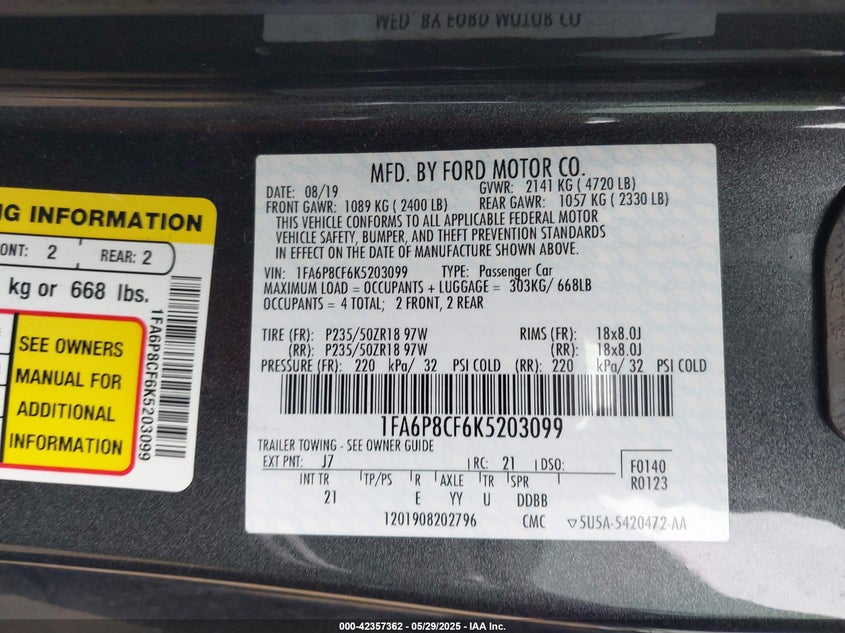 MFD. BY FORD MOTOR CO.
MFD. BY FORD MOTOR CO.
DATE: 08/19 GVWR: 2141 KG ( 4720 LB)
FRONT GAWR: 1089 KG ( 2400 LB) REAR GAWR: 1057 KG ( 2330 LB)
THIS VEHICLE CONFORMS TO ALL APPLICABLE FEDERAL MOTOR
VEHICLE SAFETY, BUMPER, AND THEFT PREVENTION STANDARDS
IN EFFECT ON THE DATE OF MANUFACTURE SHOWN ABOVE.
VIN: 1FA6P8CF6K5203099 TYPE: Passenger Car
MAXIMUM LOAD = OCCUPANTS + LUGGAGE = 303KG/ 668LB
OCCUPANTS = 4 TOTAL; 2 FRONT, 2 REAR
TIRE (FR): P235/50ZR18 97W RIMS (FR): 18x8.0J
(RR): P235/50ZR18 97W (RR): 18x8.0J
PRESSURE (FR): 220 kPa/ 32 PSI COLD (RR): 220 kPa/ 32 PSI COLD
1FA6P8CF6K5203099
TRAILER TOWING - SEE OWNER GUIDE
EXT PNT: J7 RC: 21 DSO: F0140
R0123
INT TR TP/PS R AXLE TR SPR
21 E YY U DDBB
1201908202796 CMC ▽5U5A-5420472-AA
NG INFORMATION
ONT: 2 REAR: 2
kg or 668 lbs.
SEE OWNERS
MANUAL FOR
ADDITIONAL
INFORMATION
1FA6P8CF6K5203099
000-42357362 - 05/29/2025 - IAA Inc.